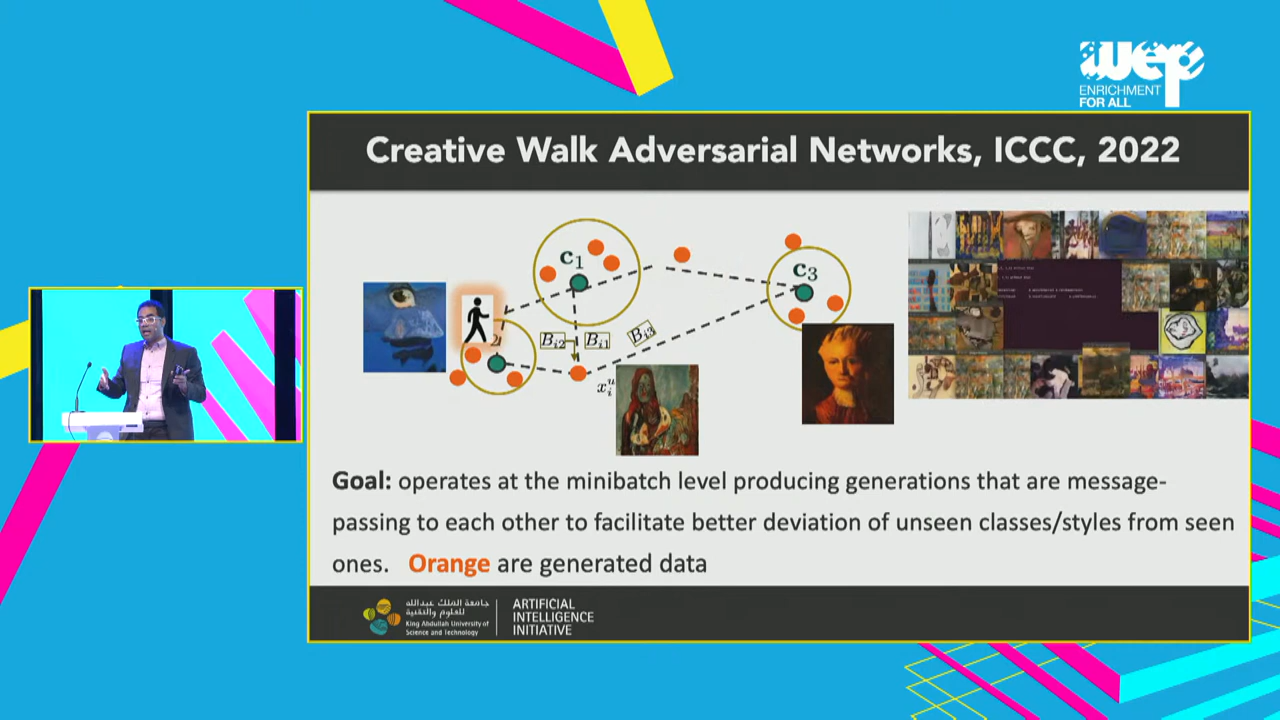 wep
ENRICHMENT
FOR ALL
Creative Walk Adversarial Networks, ICCC, 2022
c1
c3
Bi2
Bi1
Bi3
Goal: operates at the minibatch level producing generations that are message-
passing to each other to facilitate better deviation of unseen classes/styles from seen
ones. Orange are generated data
جامعة الملك عبدالله
للعلوم والتقنية
King Abdullah University of
Science and Technology
ARTIFICIAL
INTELLIGENCE
INITIATIVE